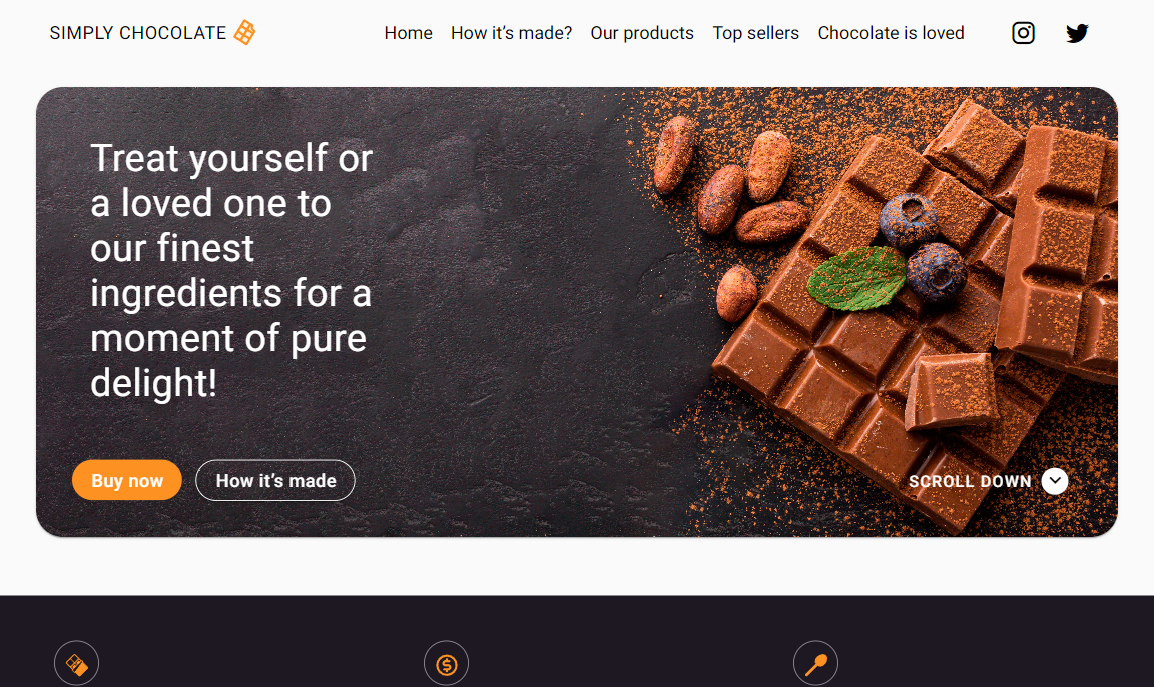 SIMPLY CHOCOLATE
Home How it’s made? Our products Top sellers Chocolate is loved
Treat yourself or
a loved one to
our finest
ingredients for a
moment of pure
delight!
Buy now How it’s made
SCROLL DOWN